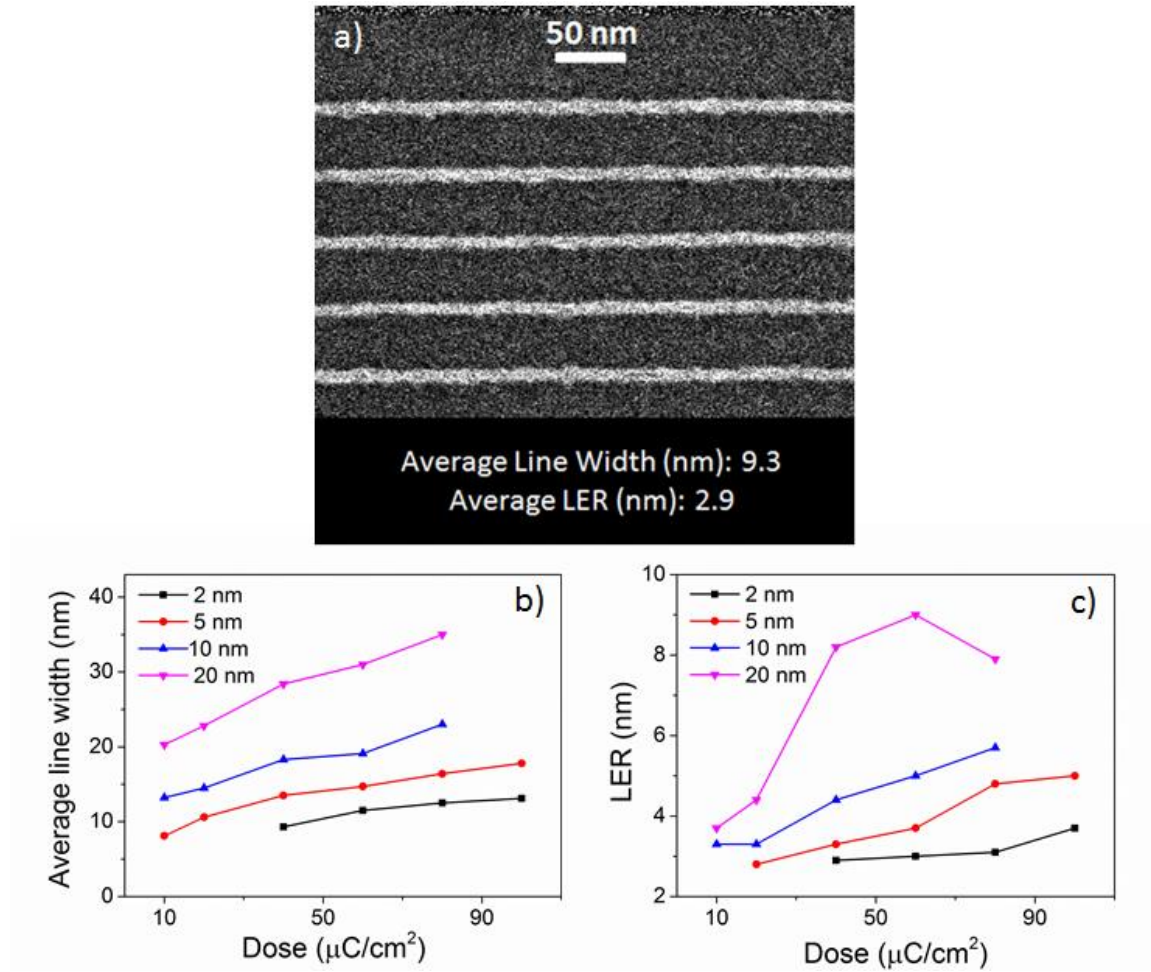 a)
50 nm
Average Line Width (nm): 9.3
Average LER (nm): 2.9
b)
2 nm
5 nm
10 nm
20 nm
40
30
20
10
0
Average line width (nm)
10
50
90
Dose (μC/cm²)
c)
2 nm
5 nm
10 nm
20 nm
10
8
6
4
2
LER (nm)
10
50
90
Dose (μC/cm²)